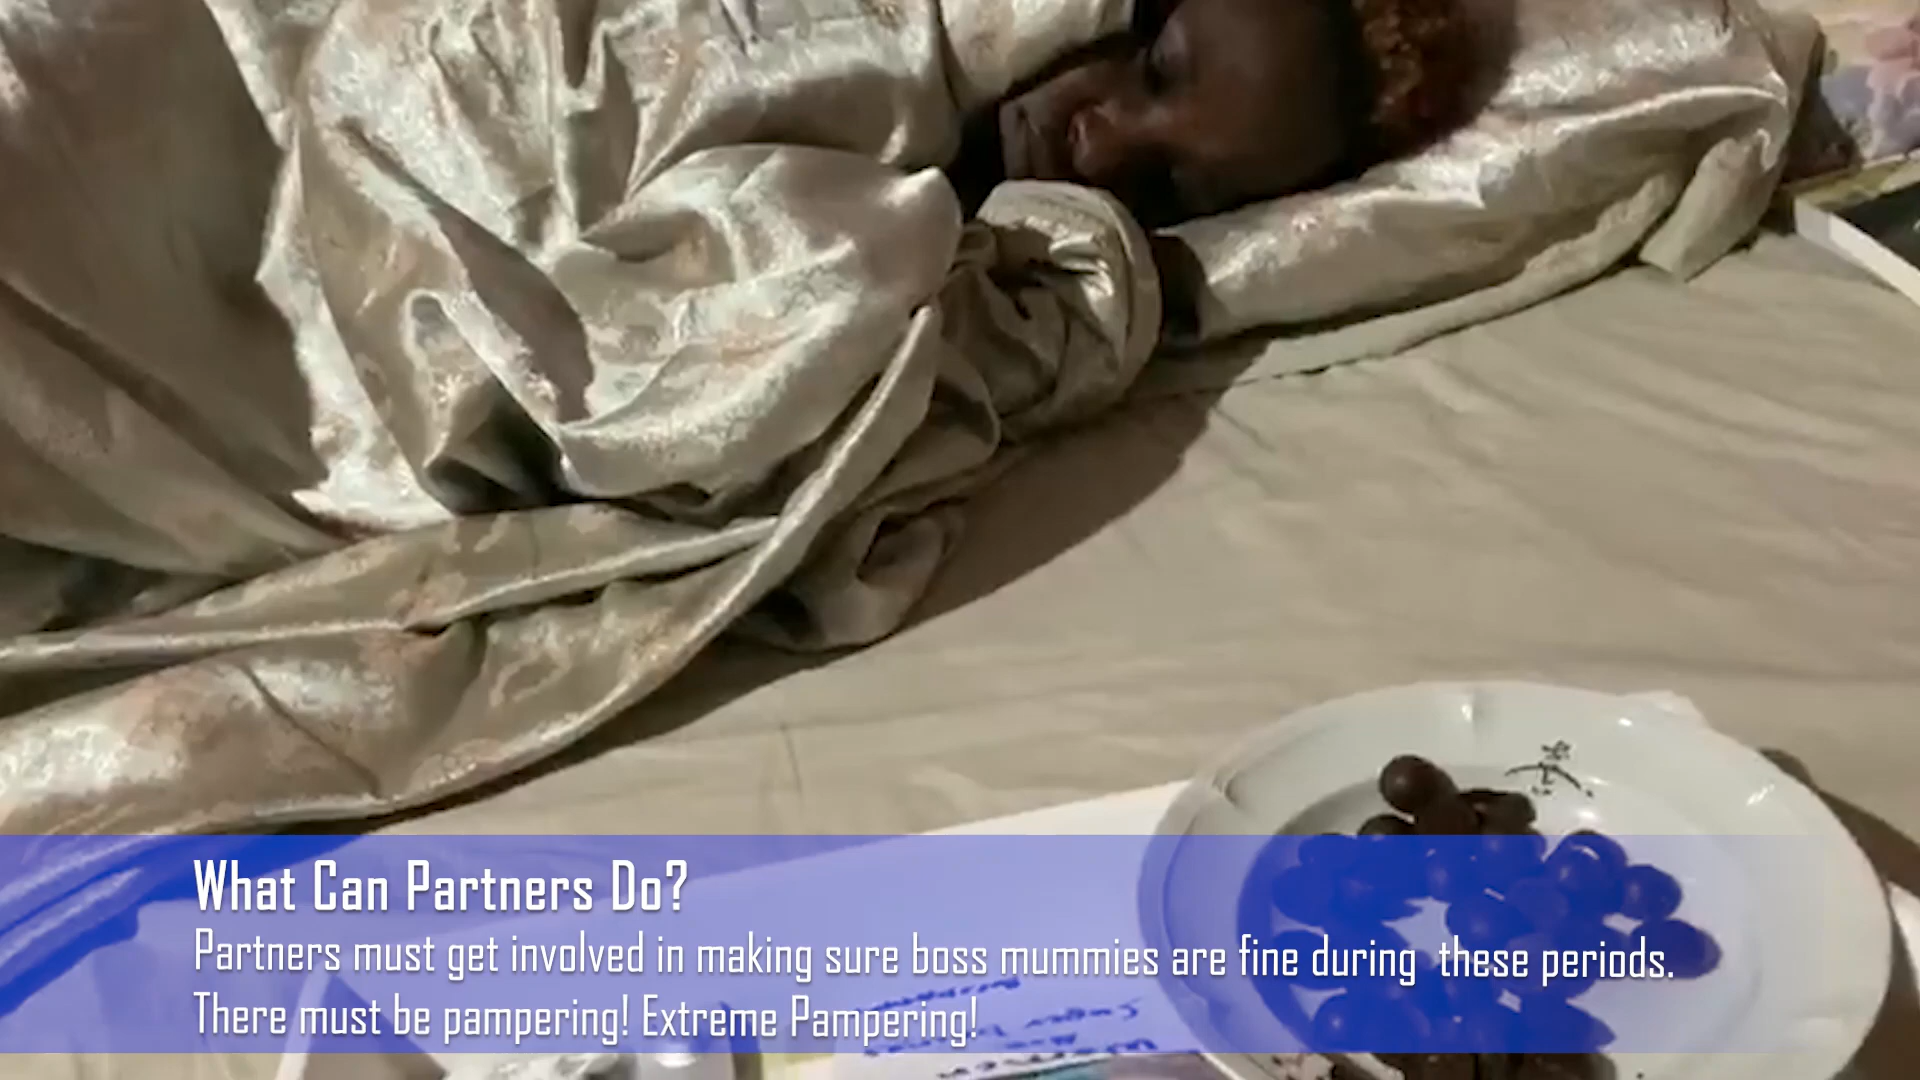 What Can Partners Do?
Partners must get involved in making sure boss mummies are fine during these periods.
There must be pampering! Extreme Pampering!